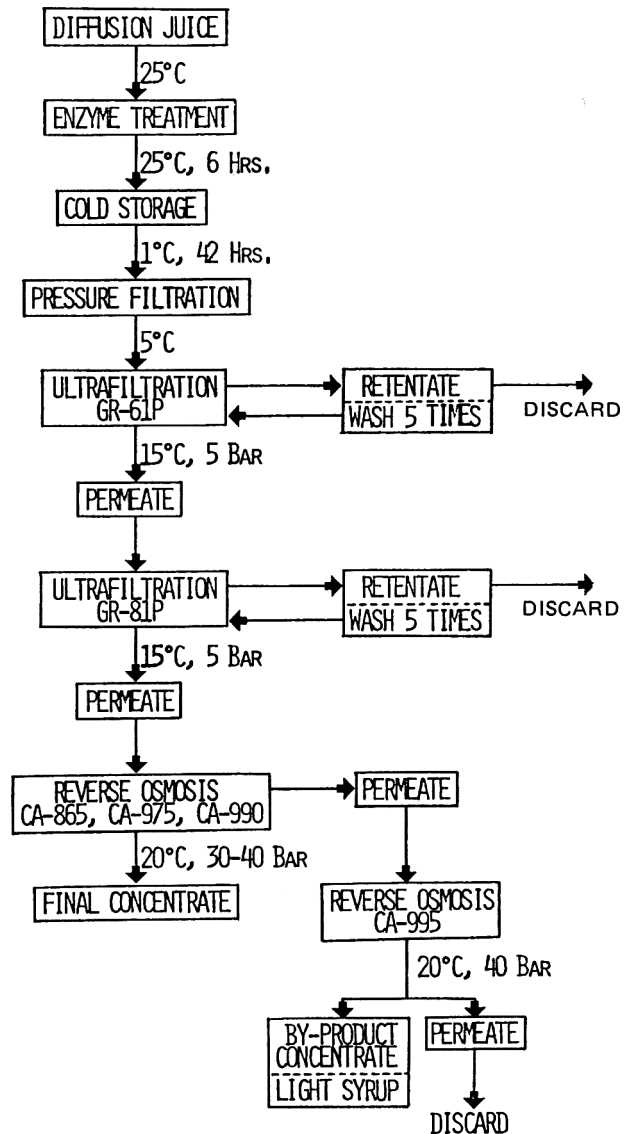 DIFFUSION JUICE
25°C
ENZYME TREATMENT
25°C, 6 HRS.
COLD STORAGE
1°C, 42 HRS.
PRESSURE FILTRATION
5°C
ULTRAFILTRATION
GR-61P
RETENTATE
WASH 5 TIMES
DISCARD
15°C, 5 BAR
PERMEATE
ULTRAFILTRATION
GR-81P
RETENTATE
WASH 5 TIMES
DISCARD
15°C, 5 BAR
PERMEATE
REVERSE OSMOSIS
CA-865, CA-975, CA-990
PERMEATE
20°C, 30-40 BAR
FINAL CONCENTRATE
REVERSE OSMOSIS
CA-995
20°C, 40 BAR
BY-PRODUCT
CONCENTRATE
LIGHT SYRUP
PERMEATE
DISCARD